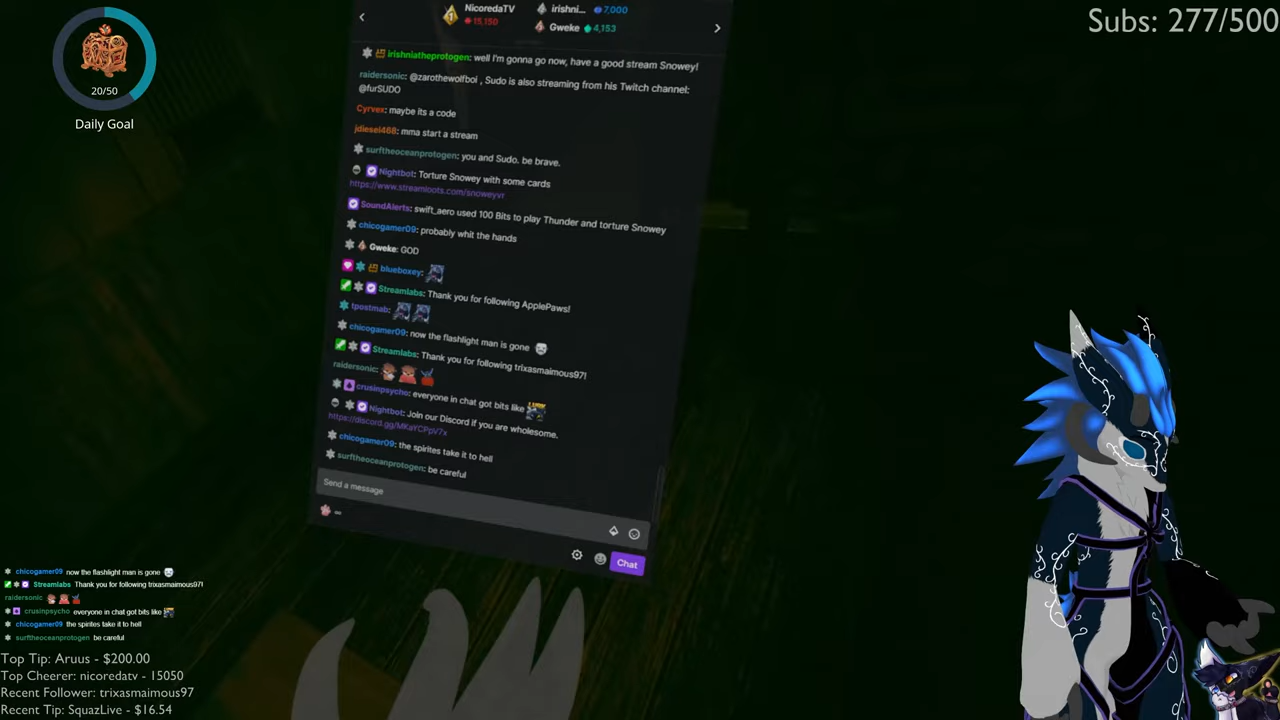 Subs: 277/500
20/50
Daily Goal
NicoredaTV
15,150
irishni... 7,000
Gweke 4,153
irishniatheprotogen: well I'm gonna go now, have a good stream Snowey!
raidersonic: @zarothewolfboi , Sudo is also streaming from his Twitch channel:
@furSUDO
Cyrvex: maybe its a code
jdiesel468: mma start a stream
surftheoceanprotogen: you and Sudo. be brave.
Nightbot: Torture Snowey with some cards
https://www.streamloots.com/snoweyvr
SoundAlerts: swift_aero used 100 Bits to play Thunder and torture Snowey
chicogamer09: probably whit the hands
Gweke: GOD
blueboxey:
Streamlabs: Thank you for following ApplePaws!
tpostmab:
chicogamer09: now the flashlight man is gone
Streamlabs: Thank you for following trixasmaimous97!
raidersonic:
crusinpsycho: everyone in chat got bits like
Nightbot: Join our Discord if you are wholesome.
https://discord.gg/MKaYCPpV7x
chicogamer09: the spirites take it to hell
surftheoceanprotogen: be careful
Send a message
∞
Chat
chicogamer09 now the flashlight man is gone
Streamlabs Thank you for following trixasmaimous97!
raidersonic
crusinpsycho everyone in chat got bits like
chicogamer09 the spirites take it to hell
surftheoceanprotogen be careful
Top Tip: Aruus - $200.00
Top Cheerer: nicoredatv - 15050
Recent Follower: trixasmaimous97
Recent Tip: SquazLive - $16.54